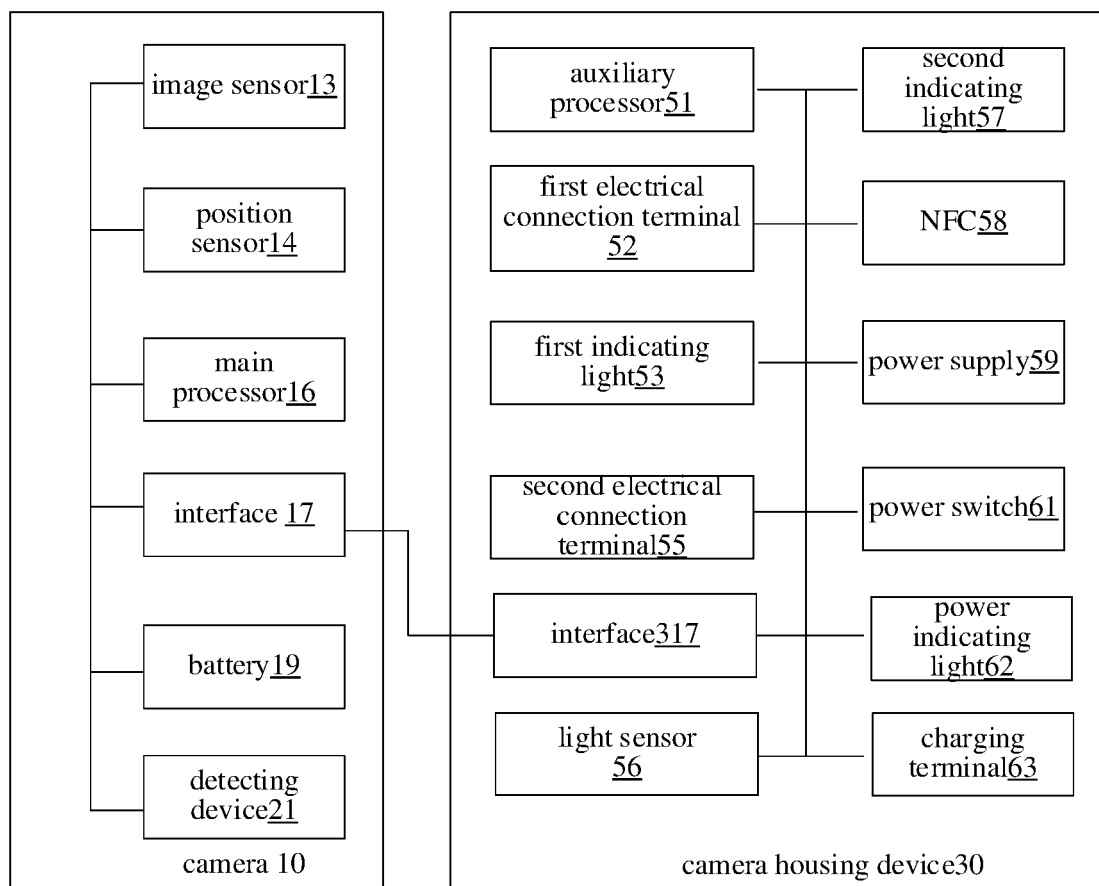 image sensor13
position
sensor14
main
processor16
interface 17
battery19
detecting
device21
camera 10
auxiliary
processor51
first electrical
connection terminal
52
first indicating
light53
second electrical
connection
terminal55
interface317
light sensor
56
second
indicating
light57
NFC58
power supply59
power switch61
power
indicating
light62
charging
terminal63
camera housing device30